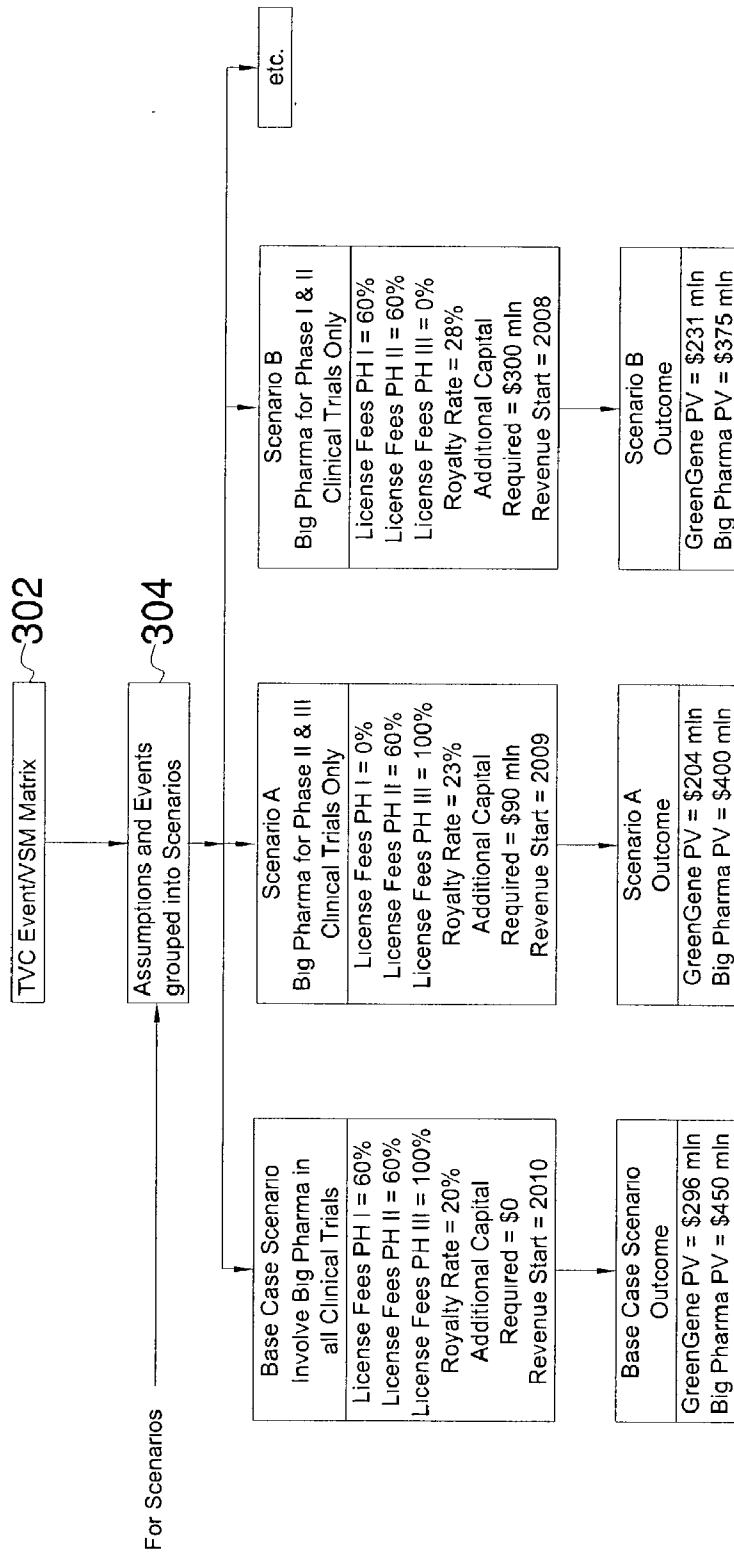 TVC Event/VSM Matrix
302
For Scenarios
Assumptions and Events
grouped into Scenarios
304
Base Case Scenario
Involve Big Pharma in
all Clinical Trials
License Fees PH I = 60%
License Fees PH II = 60%
License Fees PH III = 100%
Royalty Rate = 20%
Additional Capital
Required = $0
Revenue Start = 2010
Scenario A
Big Pharma for Phase II & III
Clinical Trials Only
License Fees PH I = 0%
License Fees PH II = 60%
License Fees PH III = 100%
Royalty Rate = 23%
Additional Capital
Required = $90 mln
Revenue Start = 2009
Scenario B
Big Pharma for Phase I & II
Clinical Trials Only
License Fees PH I = 60%
License Fees PH II = 60%
License Fees PH III = 0%
Royalty Rate = 28%
Additional Capital
Required = $300 mln
Revenue Start = 2008
etc.
Base Case Scenario
Outcome
GreenGene PV = $296 mln
Big Pharma PV = $450 mln
Scenario A
Outcome
GreenGene PV = $204 mln
Big Pharma PV = $400 mln
Scenario B
Outcome
GreenGene PV = $231 mln
Big Pharma PV = $375 mln